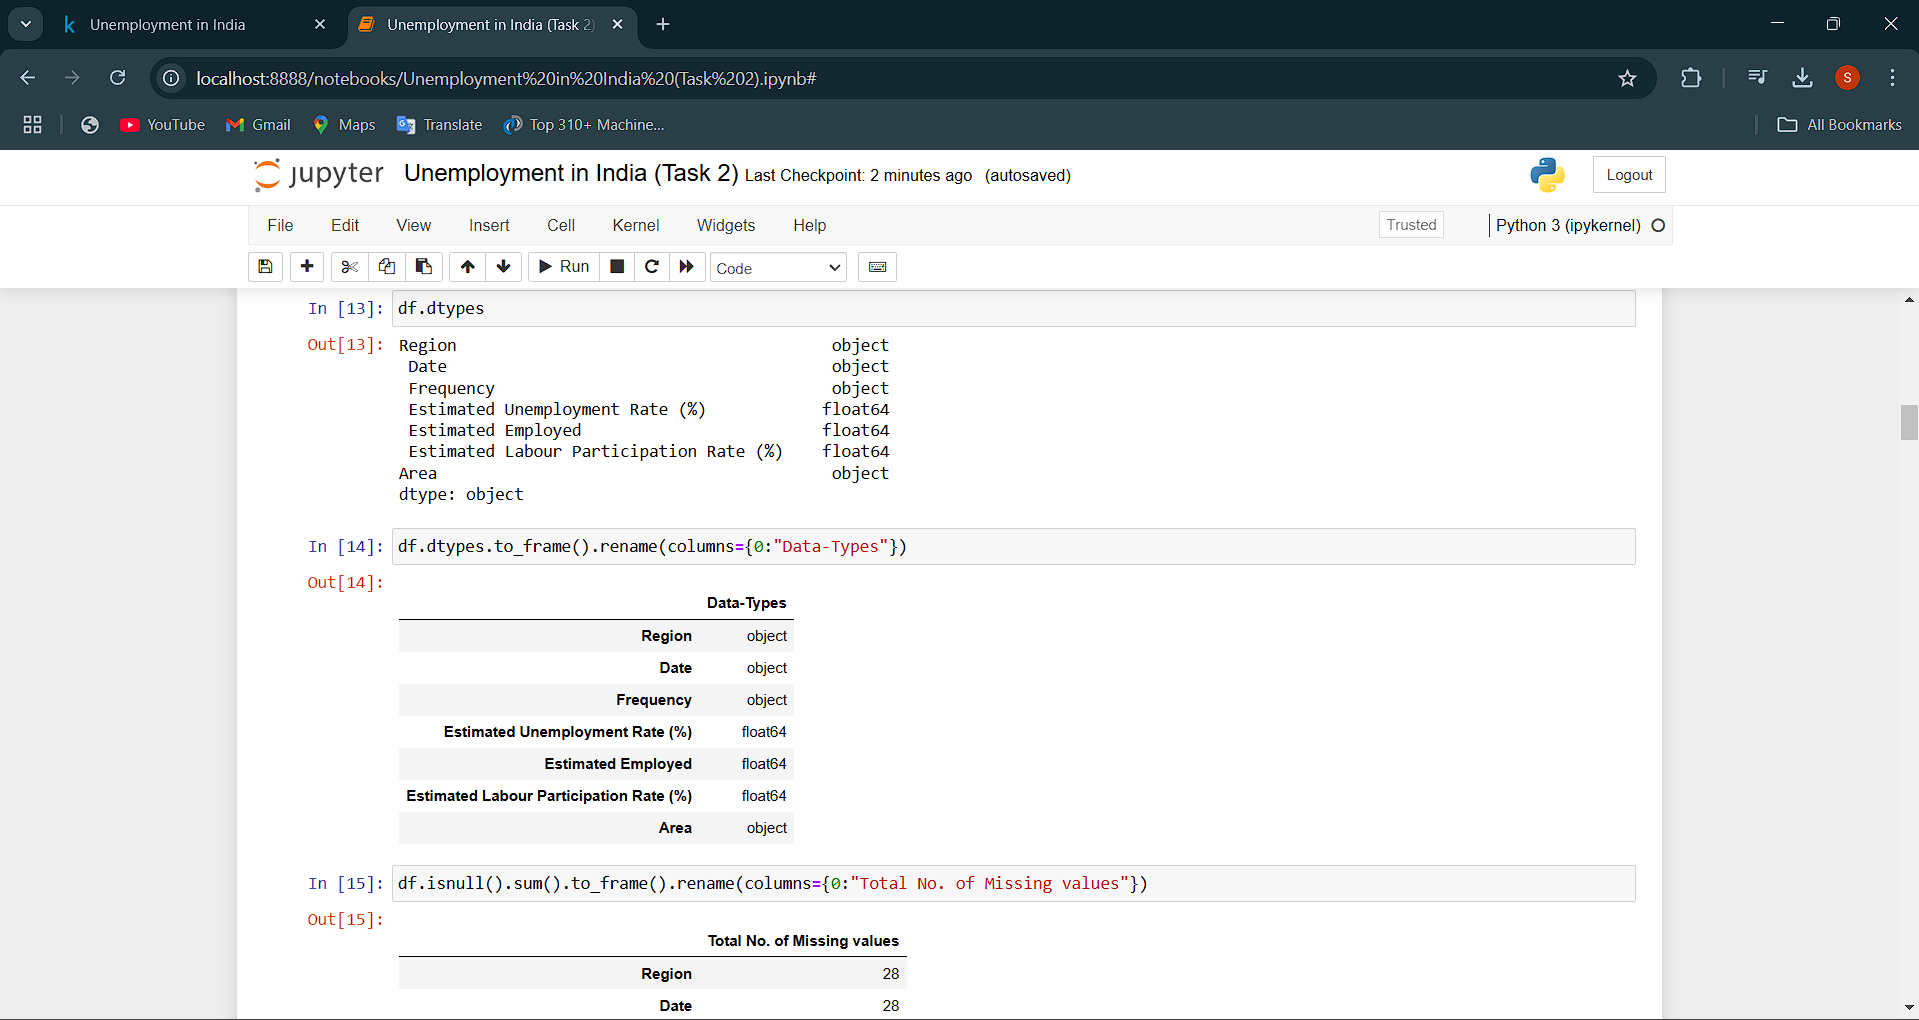 Unemployment in India
Unemployment in India (Task 2)
localhost:8888/notebooks/Unemployment%20in%20India%20(Task%202).ipynb#
S
YouTube Gmail Maps Translate Top 310+ Machine... All Bookmarks
jupyter Unemployment in India (Task 2) Last Checkpoint: 2 minutes ago (autosaved)
Logout
File Edit View Insert Cell Kernel Widgets Help Trusted Python 3 (ipykernel)
Run Code
In [13]: df.dtypes
Out[13]: Region object
Date object
Frequency object
Estimated Unemployment Rate (%) float64
Estimated Employed float64
Estimated Labour Participation Rate (%) float64
Area object
dtype: object
In [14]: df.dtypes.to_frame().rename(columns={0:"Data-Types"})
Out[14]:
Data-Types
Region object
Date object
Frequency object
Estimated Unemployment Rate (%) float64
Estimated Employed float64
Estimated Labour Participation Rate (%) float64
Area object
In [15]: df.isnull().sum().to_frame().rename(columns={0:"Total No. of Missing values"})
Out[15]:
Total No. of Missing values
Region 28
Date 28